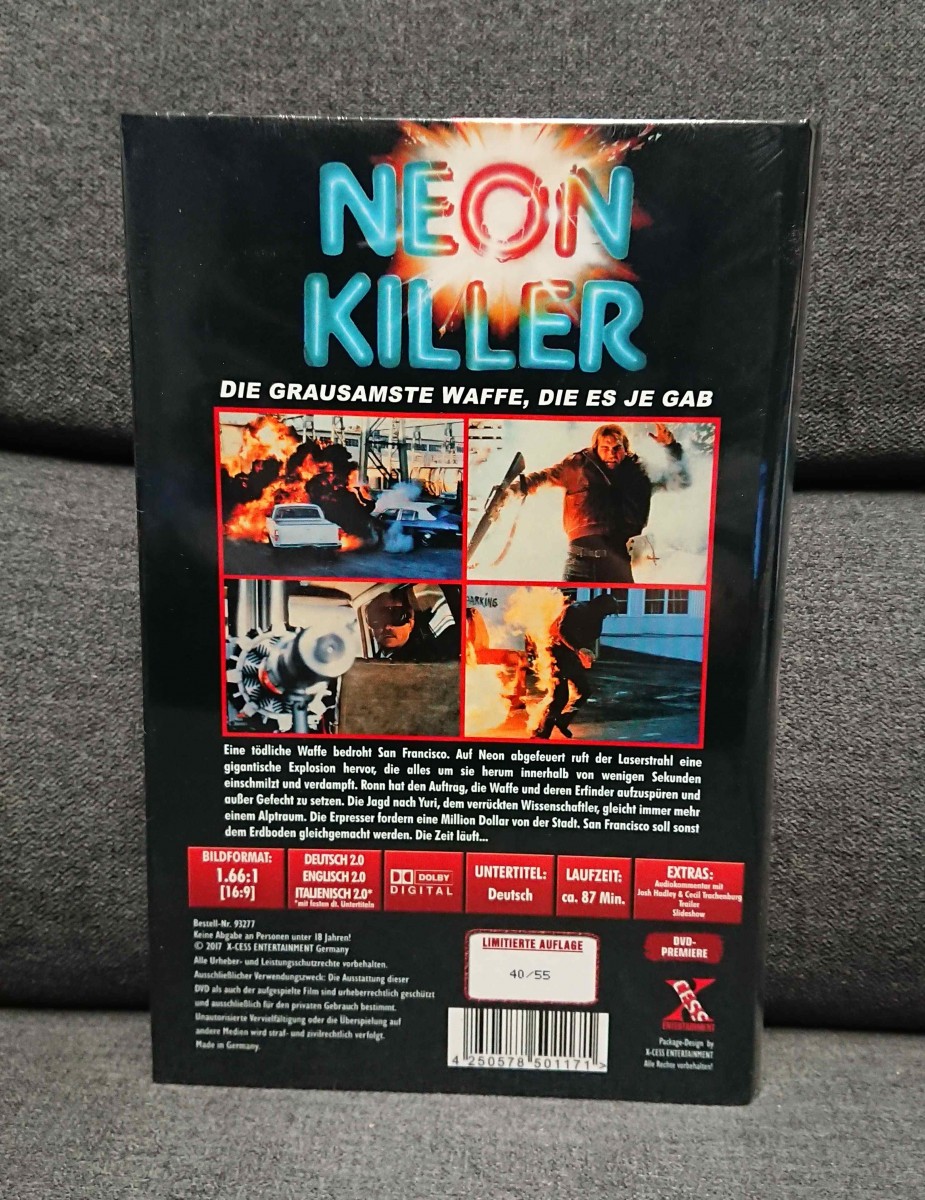 NEON
KILLER
DIE GRAUSAMSTE WAFFE, DIE ES JE GAB
ARKING
Eine tödliche Waffe bedroht San Francisco. Auf Neon abgefeuert ruft der Laserstrahl eine
gigantische Explosion hervor, die alles um sie herum innerhalb von wenigen Sekunden
einschmilzt und verdampft. Ronn hat den Auftrag, die Waffe und deren Erfinder aufzuspüren und
außer Gefecht zu setzen. Die Jagd nach Yuri, dem verrückten Wissenschaftler, gleicht immer mehr
einem Alptraum. Die Erpresser fordern eine Million Dollar von der Stadt. San Francisco soll sonst
dem Erdboden gleichgemacht werden. Die Zeit läuft...
BILDFORMAT:
1.66:1
[16:9]
DEUTSCH 2.0
ENGLISCH 2.0
ITALIENISCH 2.0*
*mit festen dt. Untertiteln
DOLBY
DIGITAL
UNTERTITEL:
Deutsch
LAUFZEIT:
ca. 87 Min.
EXTRAS:
Audiokommentar mit
Josh Hadley & Cecil Trachenburg
Trailer
Slideshow
Bestell-Nr. 93277
Keine Abgabe an Personen unter 18 Jahren!
© 2017 X-CESS ENTERTAINMENT Germany
Alle Urheber- und Leistungsschutzrechte vorbehalten.
Ausschließlicher Verwendungszweck: Die Ausstattung dieser
DVD als auch der aufgespielte Film sind urheberrechtlich geschützt
und ausschließlich für den privaten Gebrauch bestimmt.
Unautorisierte Vervielfältigung oder die Überspielung auf
andere Medien wird straf- und zivilrechtlich verfolgt.
Made in Germany.
LIMITIERTE AUFLAGE
40/55
4 250578 501171 >
DVD-
PREMIERE
X
CESS
ENTERTAINMENT
Package-Design by
X-CESS ENTERTAINMENT
Alle Rechte vorbehalten!